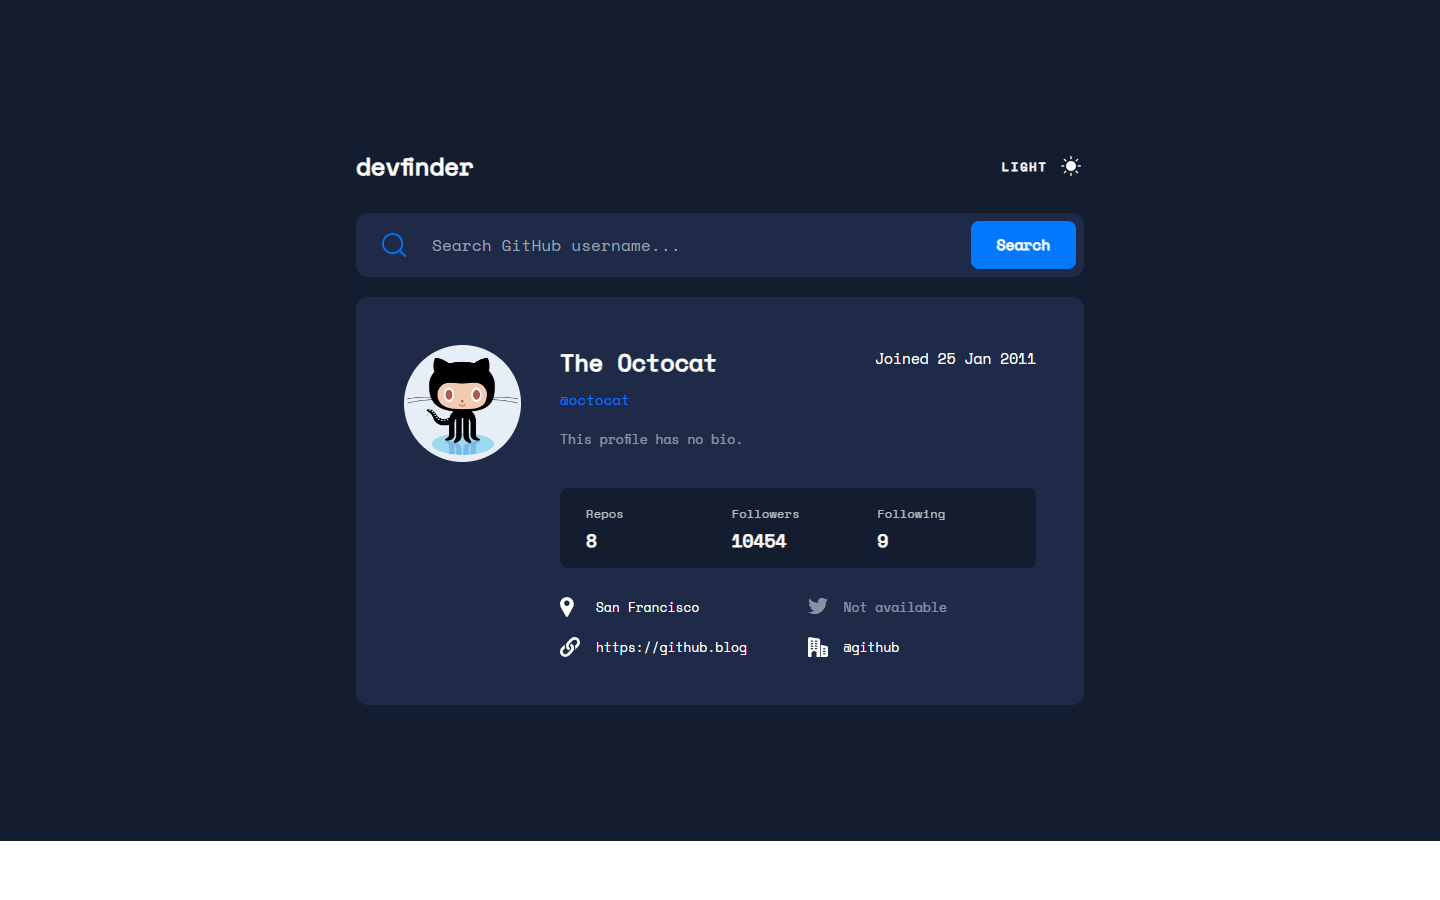 devfinder
LIGHT
Search GitHub username...
Search
The Octocat
Joined 25 Jan 2011
@octocat
This profile has no bio.
Repos
Followers
Following
8
10454
9
San Francisco
Not available
https://github.blog
@github